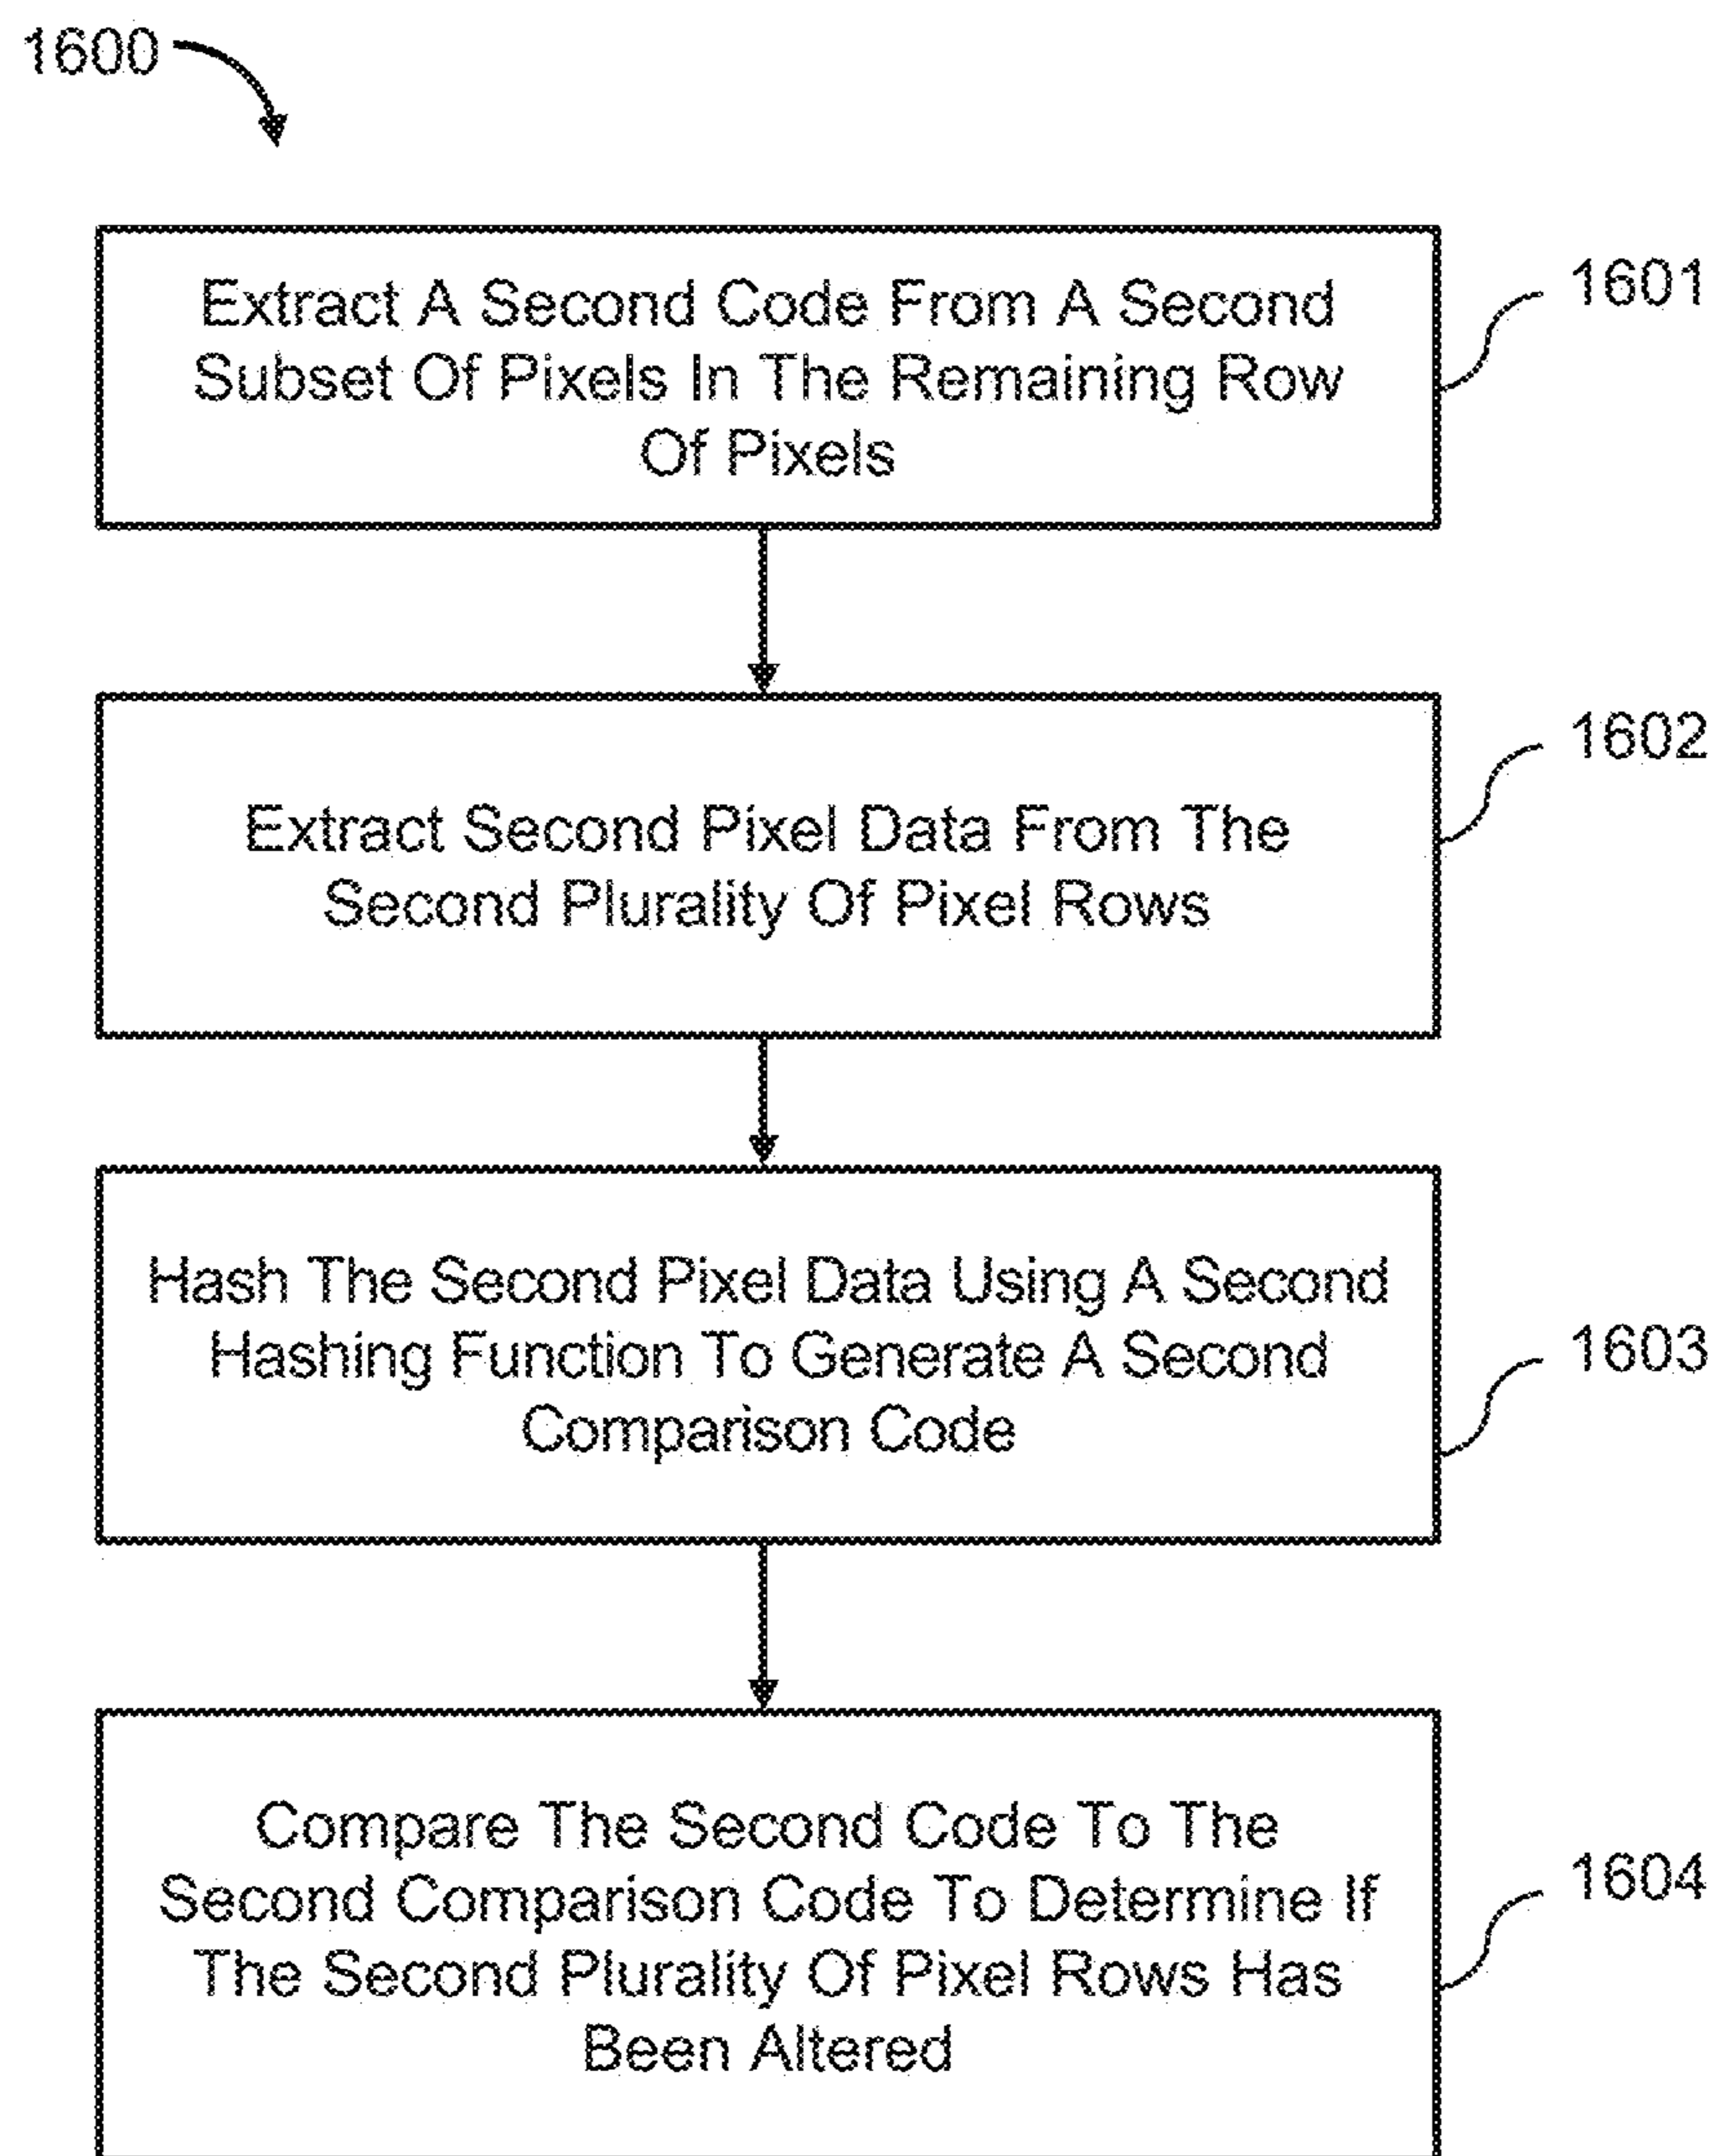 1600
Extract A Second Code From A Second
Subset Of Pixels In The Remaining Row
Of Pixels
1601
Extract Second Pixel Data From The
Second Plurality Of Pixel Rows
1602
Hash The Second Pixel Data Using A Second
Hashing Function To Generate A Second
Comparison Code
1603
Compare The Second Code To The
Second Comparison Code To Determine If
The Second Plurality Of Pixel Rows Has
Been Altered
1604